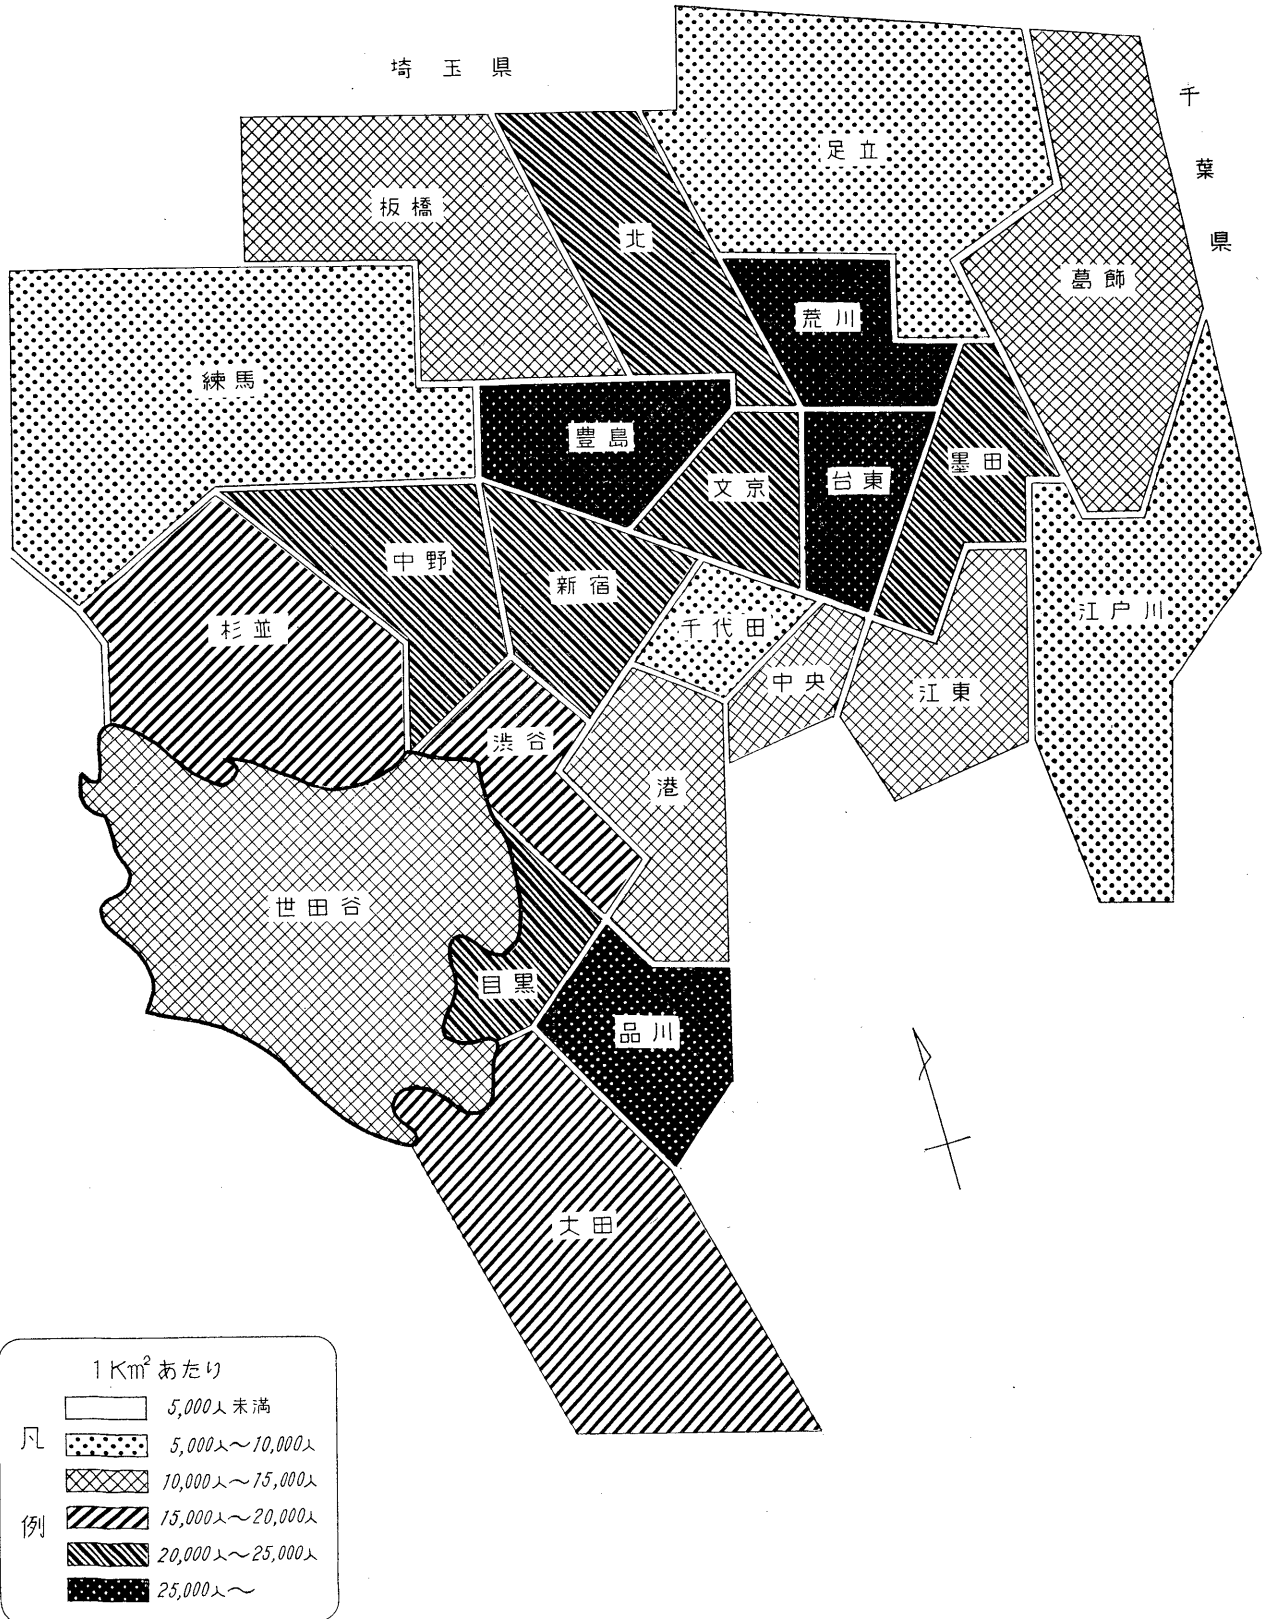 埼玉県
千葉県
足立
板橋
北
葛飾
荒川
練馬
豊島
墨田
文京
台東
中野
新宿
江戸川
千代田
杉並
中央
江東
渋谷
港
世田谷
目黒
品川
大田
1Km²あたり
凡例
5,000人未満
5,000人〜10,000人
10,000人〜15,000人
15,000人〜20,000人
20,000人〜25,000人
25,000人〜